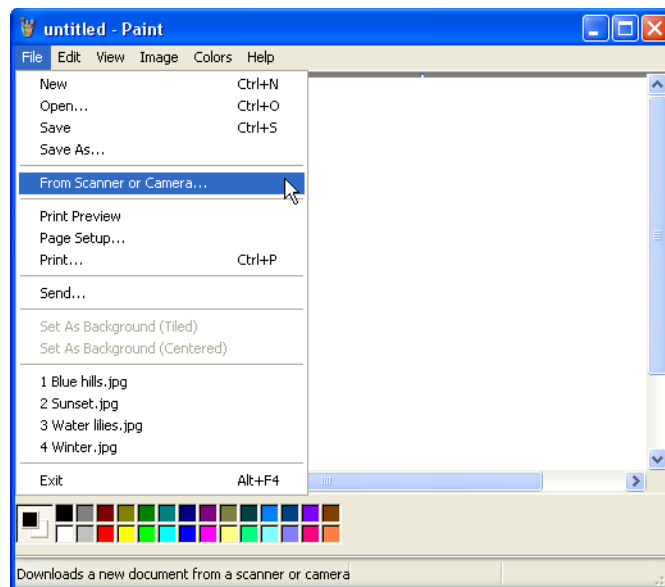 untitled - Paint
File Edit View Image Colors Help
New Ctrl+N
Open... Ctrl+O
Save Ctrl+S
Save As...
From Scanner or Camera...
Print Preview
Page Setup...
Print... Ctrl+P
Send...
Set As Background (Tiled)
Set As Background (Centered)
1 Blue hills.jpg
2 Sunset.jpg
3 Water lilies.jpg
4 Winter.jpg
Exit Alt+F4
Downloads a new document from a scanner or camera